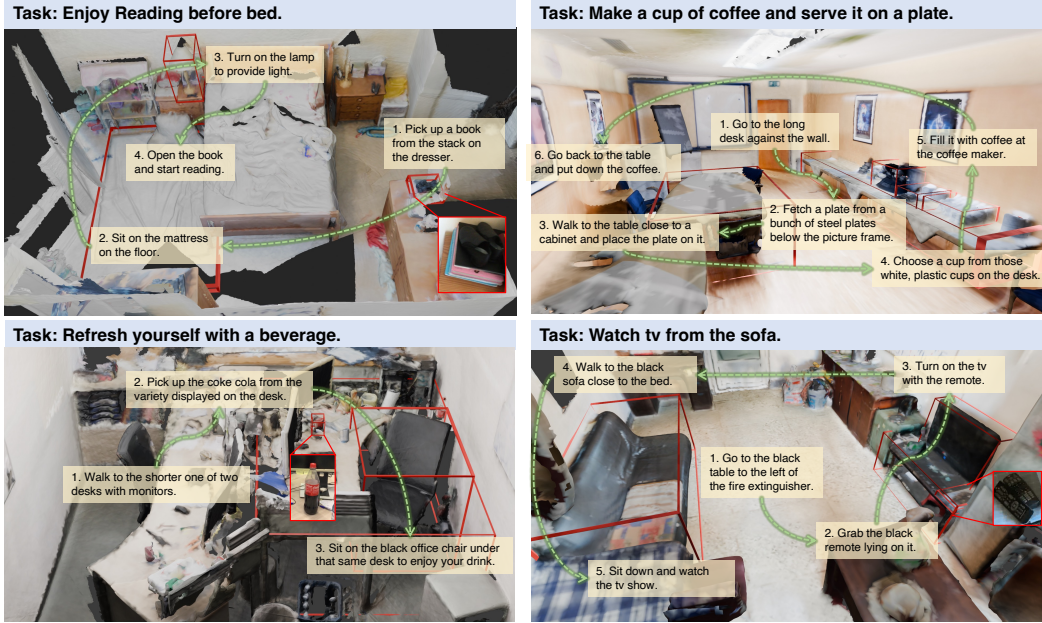 Task: Enjoy Reading before bed.
3. Turn on the lamp
to provide light.
1. Pick up a book
from the stack on
the dresser.
4. Open the book
and start reading.
2. Sit on the mattress
on the floor.
Task: Make a cup of coffee and serve it on a plate.
1. Go to the long
desk against the wall.
5. Fill it with coffee at
the coffee maker.
6. Go back to the table
and put down the coffee.
2. Fetch a plate from a
bunch of steel plates
below the picture frame.
3. Walk to the table close to a
cabinet and place the plate on it.
4. Choose a cup from those
white, plastic cups on the desk.
Task: Refresh yourself with a beverage.
2. Pick up the coke cola from the
variety displayed on the desk.
1. Walk to the shorter one of two
desks with monitors.
3. Sit on the black office chair under
that same desk to enjoy your drink.
Task: Watch tv from the sofa.
4. Walk to the black
sofa close to the bed.
3. Turn on the tv
with the remote.
1. Go to the black
table to the left of
the fire extinguisher.
2. Grab the black
remote lying on it.
5. Sit down and watch
the tv show.